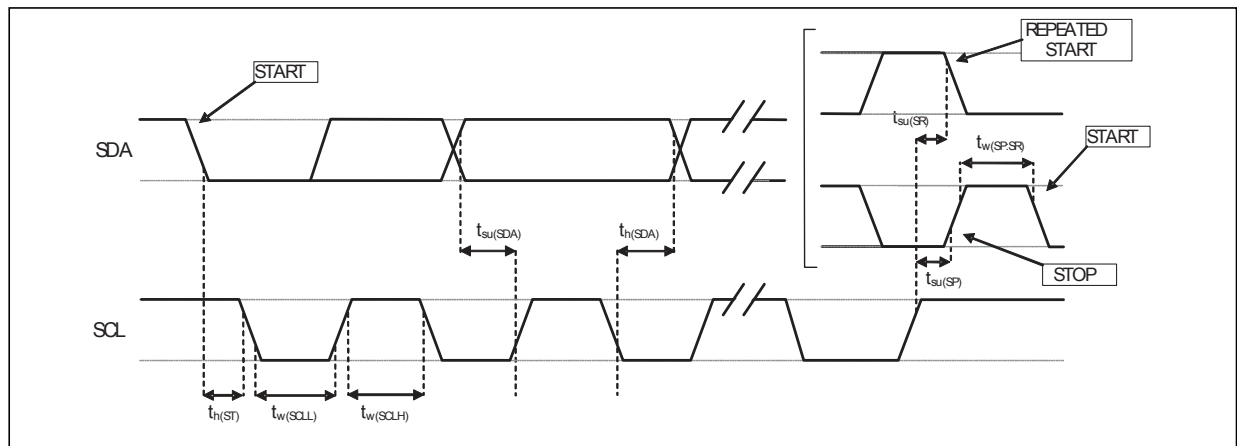 REPEATED
START
START
t_su(SR)
t_w(SP:SR)
START
SDA
t_su(SDA)
t_h(SDA)
STOP
t_su(SP)
SCL
t_h(ST)
t_w(SCLL)
t_w(SCLH)